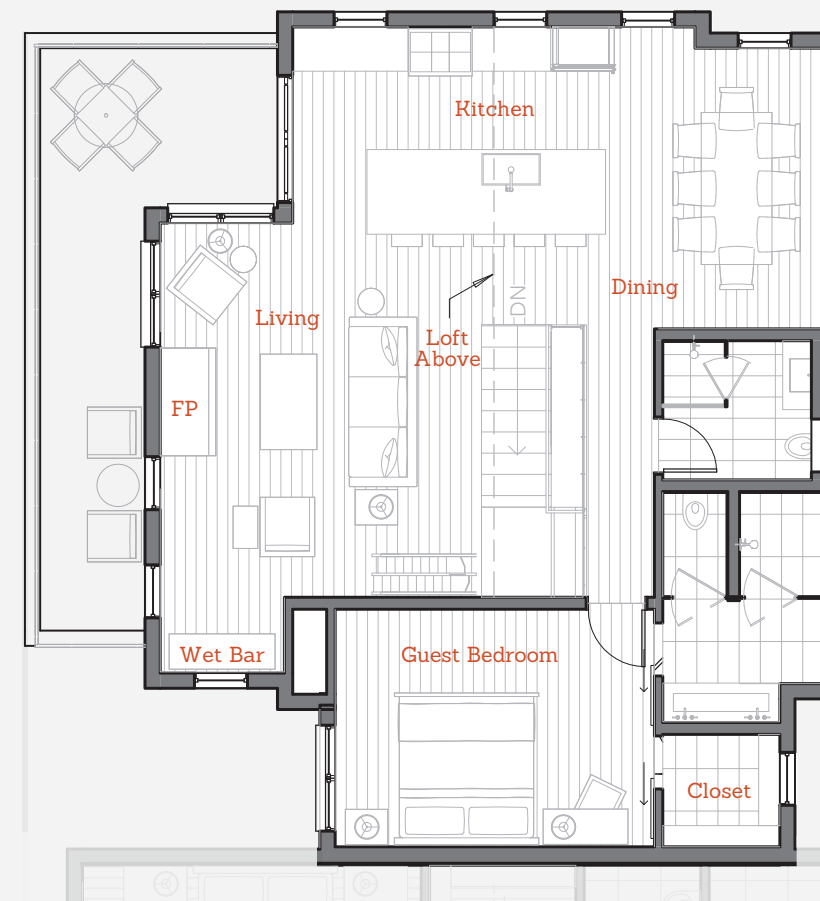 Kitchen
Dining
DN
Living
Loft
Above
FP
Wet Bar
Guest Bedroom
Closet